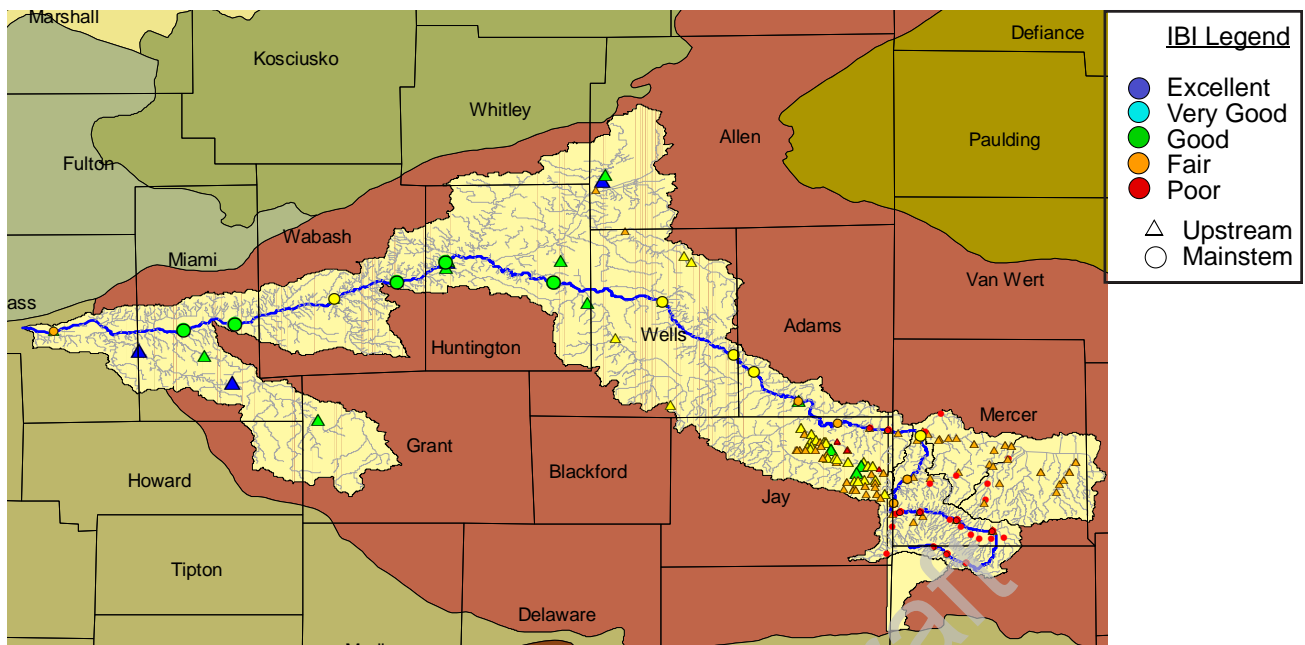 Marshall
Defiance
IBI Legend
Kosciusko
Excellent
Whitley
Very Good
Allen
Paulding
Good
Fulton
Fair
Poor
Upstream
Wabash
Miami
Mainstem
Van Wert
ass
Adams
Wells
Huntington
Mercer
Grant
Blackford
Howard
Jay
Tipton
Delaware
raft